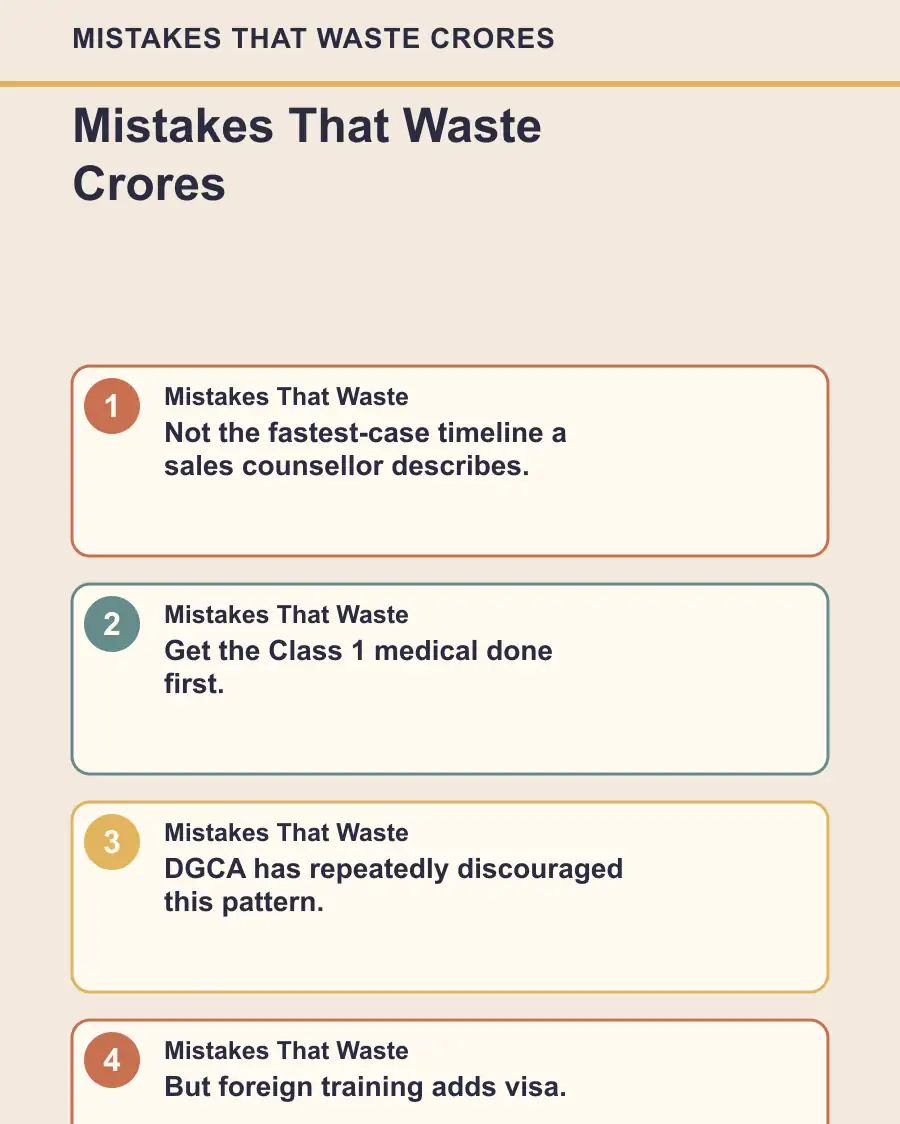 MISTAKES THAT WASTE CRORES
Mistakes That Waste
Crores
1
Mistakes That Waste
Not the fastest-case timeline a
sales counsellor describes.
2
Mistakes That Waste
Get the Class 1 medical done
first.
3
Mistakes That Waste
DGCA has repeatedly discouraged
this pattern.
4
Mistakes That Waste
But foreign training adds visa.